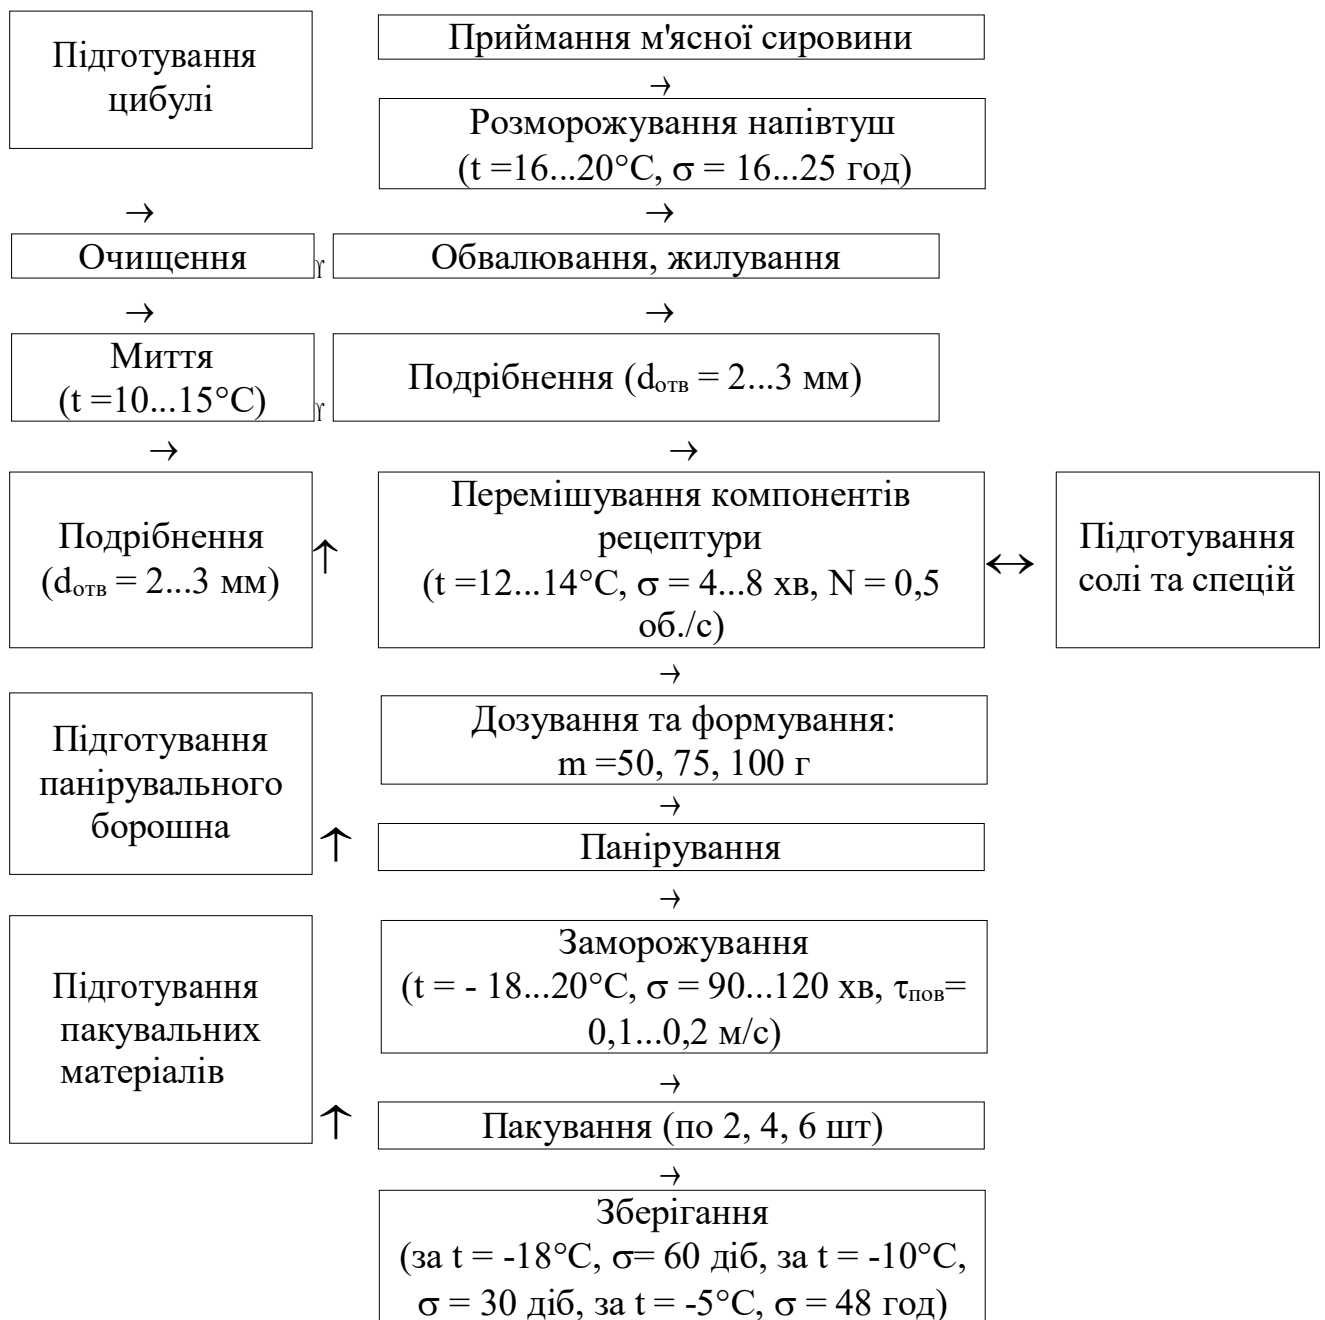 Підготування
цибулі
Приймання м'ясної сировини
→
Розморожування напівтуш
(t =16...20°C, σ = 16...25 год)
→ →
Очищення ϒ Обвалювання, жилування
→ →
Миття
(t =10...15°C) ϒ
Подрібнення (dотв = 2...3 мм)
→ →
Подрібнення
(dотв = 2...3 мм)
↑
Перемішування компонентів
рецептури
(t =12...14°C, σ = 4...8 хв, N = 0,5
об./с)
↔
Підготування
солі та спецій
→
Підготування
панірувального
борошна
Дозування та формування:
m =50, 75, 100 г
→
↑
Панірування
→
Підготування
пакувальних
матеріалів
Заморожування
(t = - 18...20°C, σ = 90...120 хв, τпов=
0,1...0,2 м/с)
→
↑
Пакування (по 2, 4, 6 шт)
→
Зберігання
(за t = -18°C, σ= 60 діб, за t = -10°C,
σ = 30 діб, за t = -5°C, σ = 48 год)